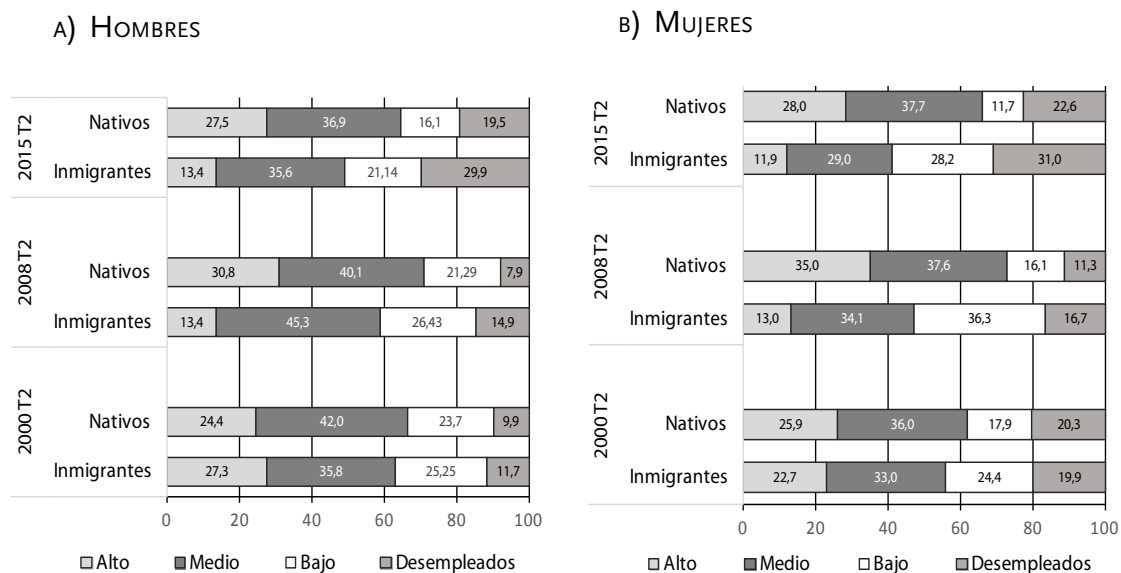 A) HOMBRES
2015 T2
Nativos
27,5 36,9 16,1 19,5
Inmigrantes
13,4 35,6 21,14 29,9
2008 T2
Nativos
30,8 40,1 21,29 7,9
Inmigrantes
13,4 45,3 26,43 14,9
2000 T2
Nativos
24,4 42,0 23,7 9,9
Inmigrantes
27,3 35,8 25,25 11,7
0 20 40 60 80 100
Alto Medio Bajo Desempleados
B) MUJERES
2015 T2
Nativos
28,0 37,7 11,7 22,6
Inmigrantes
11,9 29,0 28,2 31,0
2008 T2
Nativos
35,0 37,6 16,1 11,3
Inmigrantes
13,0 34,1 36,3 16,7
2000 T2
Nativos
25,9 36,0 17,9 20,3
Inmigrantes
22,7 33,0 24,4 19,9
0 20 40 60 80 100
Alto Medio Bajo Desempleados